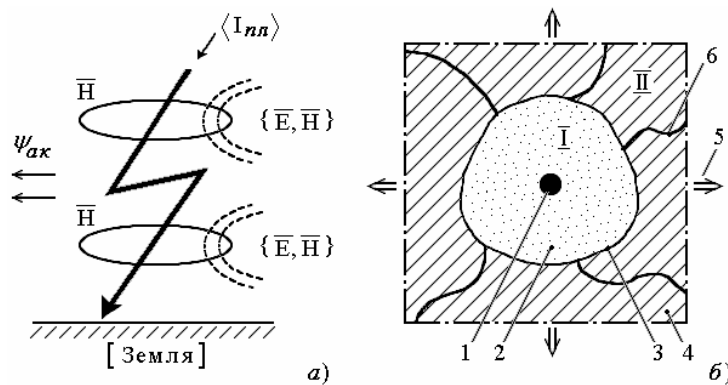 ⟨Iпл⟩
H̅
{E̅, H̅}
ψак
H̅
{E̅, H̅}
[Земля]
а)
I̅
II̅
6
5
1
2
3
4
б)